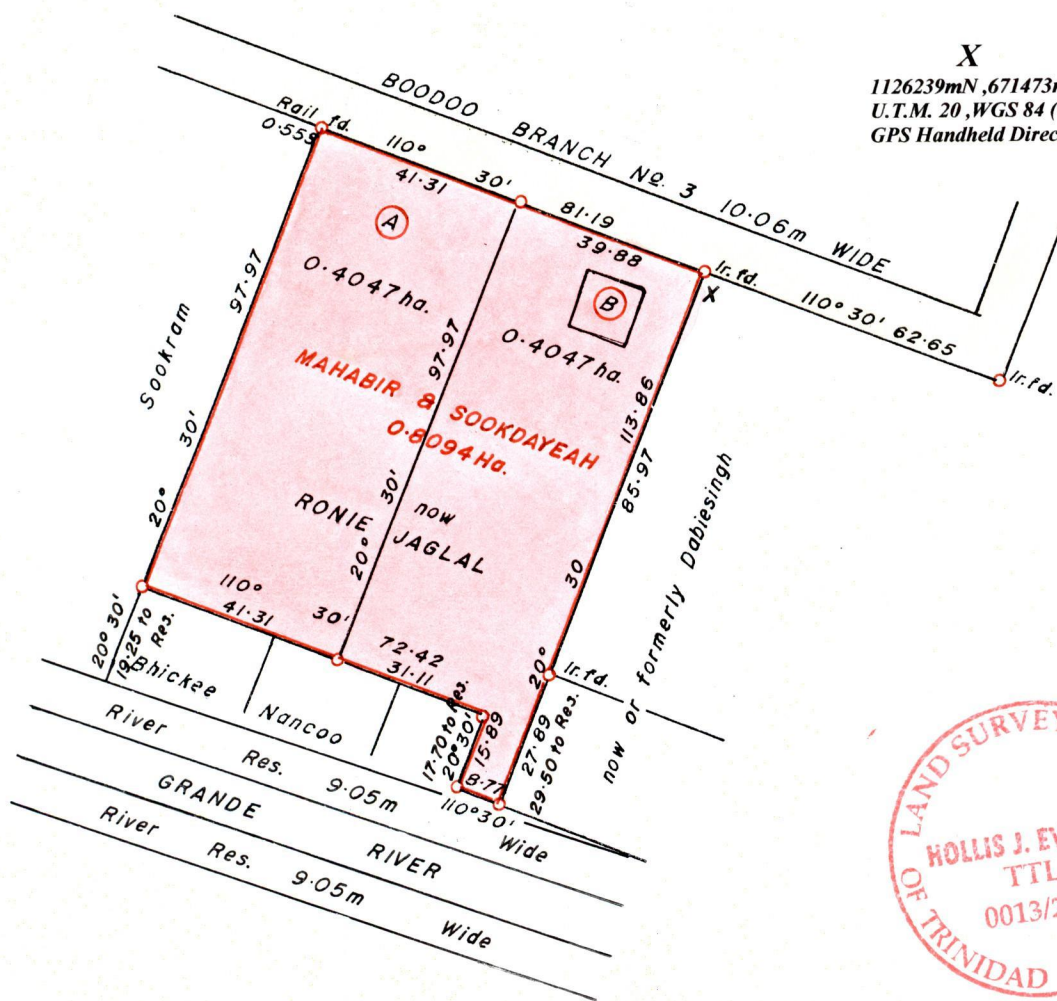 X
1126239mN ,671473m
U.T.M. 20 ,WGS 84 (
GPS Handheld Direc
BOODOO BRANCH Nº. 3 10·06m WIDE
Rail fd.
0·559
110° 30'
41·31
81·19
39·88
Ir. fd.
X
110° 30' 62·65
Ir. fd.
A
0·4047 ha.
B
0·4047 ha.
Sookram
97·97
20° 30'
97·97
20° 30'
MAHABIR & SOOKDAYEAH
0·8094 Ha.
now
RONIE JAGLAL
113·86
85·97
20° 30
now or formerly Dabiesingh
110° 30'
41·31
72·42
31·11
Ir. fd.
20° 30'
19·25 to Res.
Bhickee
Nancoo
17·70 to Res.
20° 30'
15·89
8·77
110° 30'
27·89
29·50 to Res.
River Res. 9·05m Wide
GRANDE RIVER
River Res. 9·05m Wide
LAND SURVEY
HOLLIS J. EV
TTL
0013/2
OF TRINIDAD